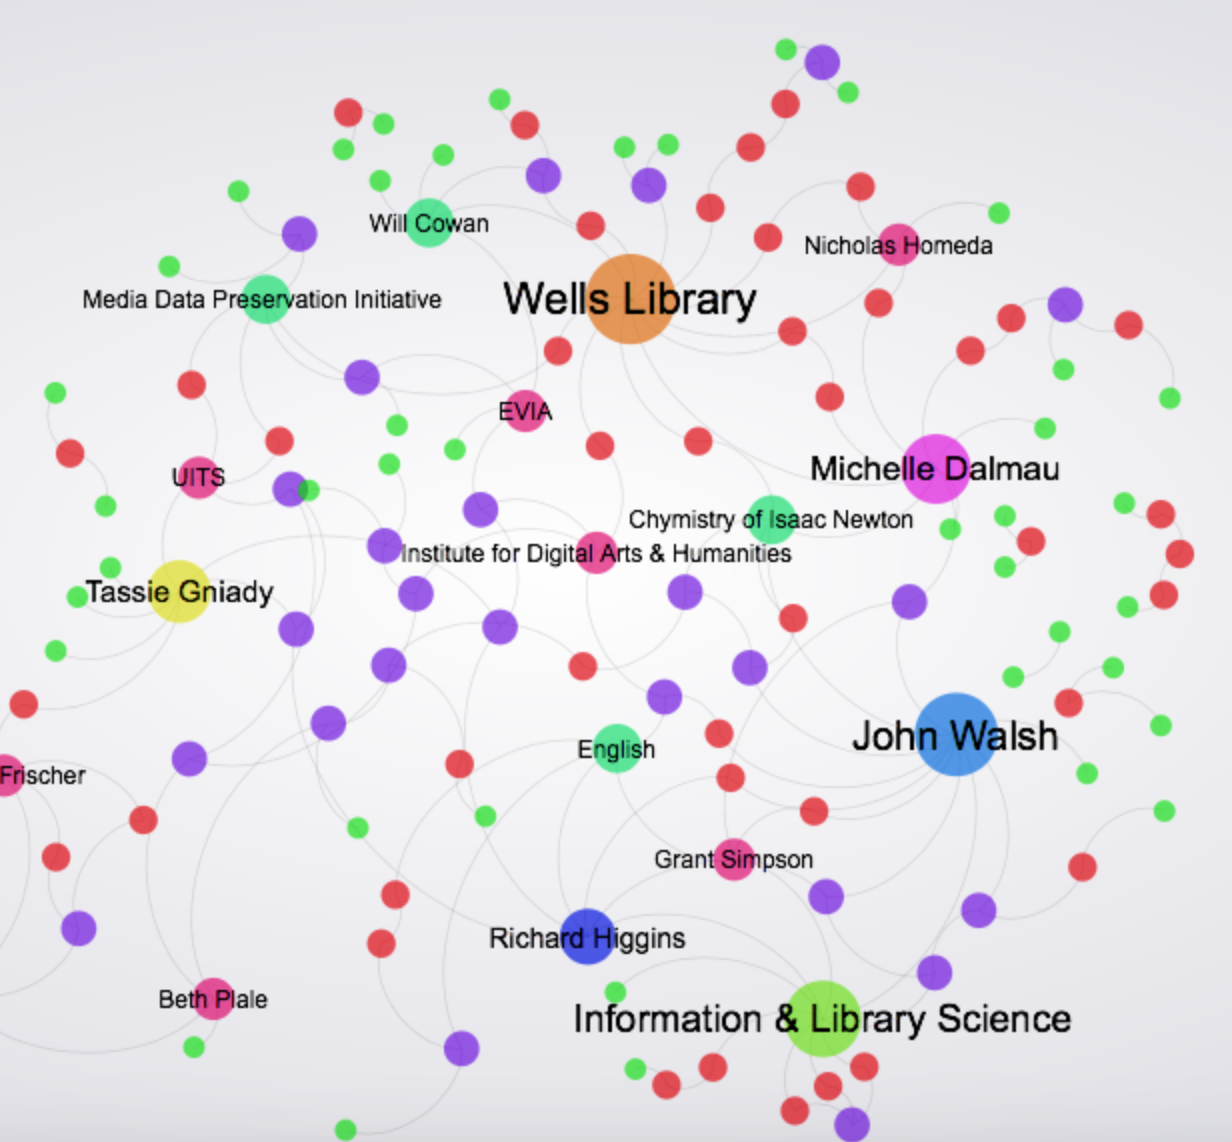 Will Cowan
Nicholas Homeda
Media Data Preservation Initiative
Wells Library
EVIA
Michelle Dalmau
UITS
Chymistry of Isaac Newton
Institute for Digital Arts & Humanities
Tassie Gniady
John Walsh
English
Frischer
Grant Simpson
Richard Higgins
Beth Plale
Information & Library Science